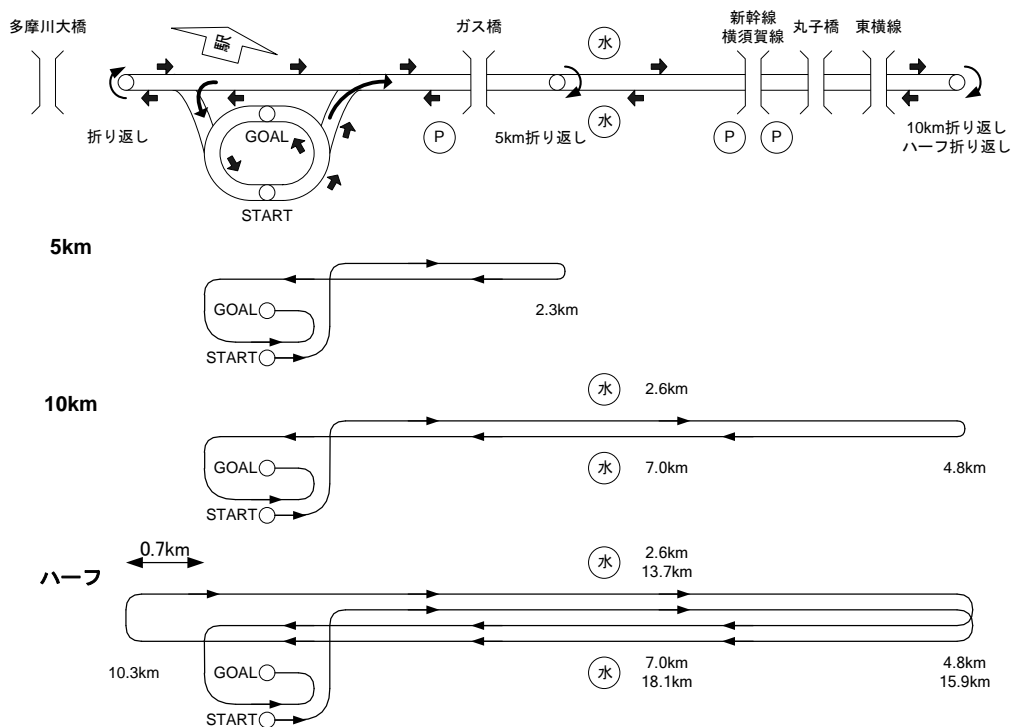 多摩川大橋
駅
ガス橋
水
新幹線
横須賀線
丸子橋
東横線
折り返し
GOAL
START
P
5km折り返し
水
P
P
10km折り返し
ハーフ折り返し
5km
GOAL
START
2.3km
10km
水
2.6km
GOAL
START
水
7.0km
4.8km
ハーフ
0.7km
水
2.6km
13.7km
10.3km
GOAL
START
水
7.0km
18.1km
4.8km
15.9km